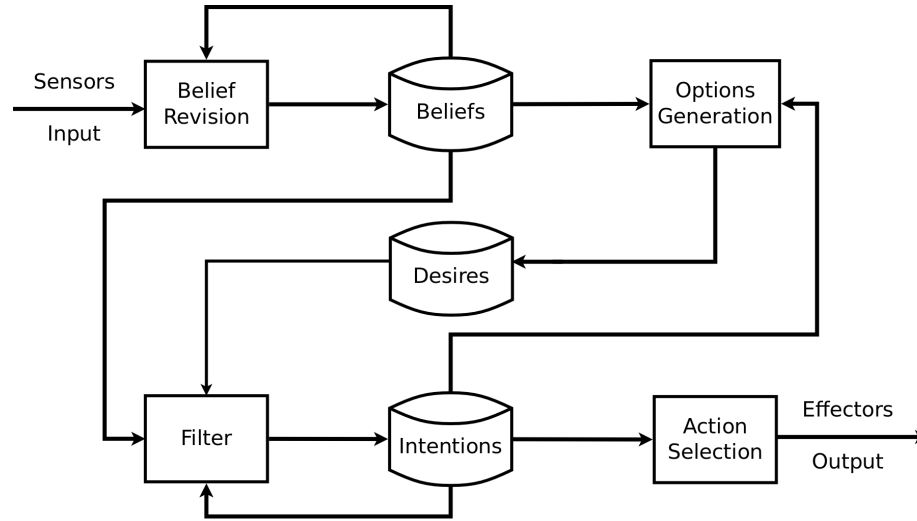 Sensors
Input
Belief
Revision
Beliefs
Options
Generation
Desires
Filter
Intentions
Action
Selection
Effectors
Output